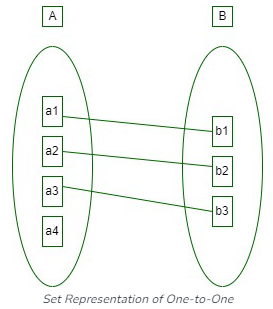 A B
a1
b1
a2
b2
a3
b3
a4
Set Representation of One-to-One